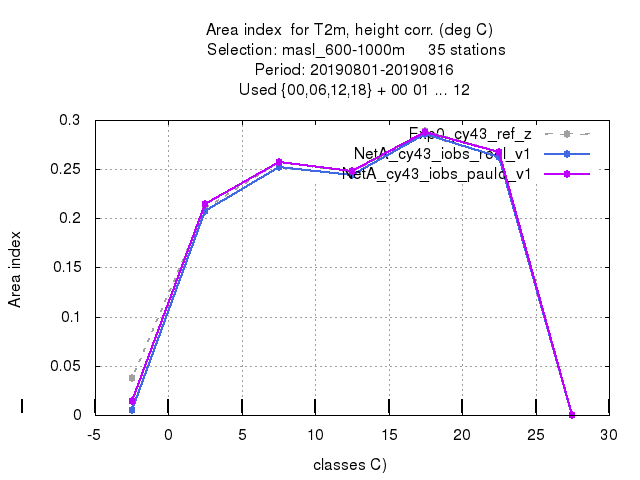 Area index for T2m, height corr. (deg C)
Selection: masl_600-1000m 35 stations
Period: 20190801-20190816
Used {00,06,12,18} + 00 01 ... 12
0.3
0.25
0.2
0.15
0.1
0.05
0
Area index
Exp0_cy43_ref_z
NetA_cy43_iobs_roel_v1
NetA_cy43_iobs_paulo_v1
-5 0 5 10 15 20 25 30
classes C)